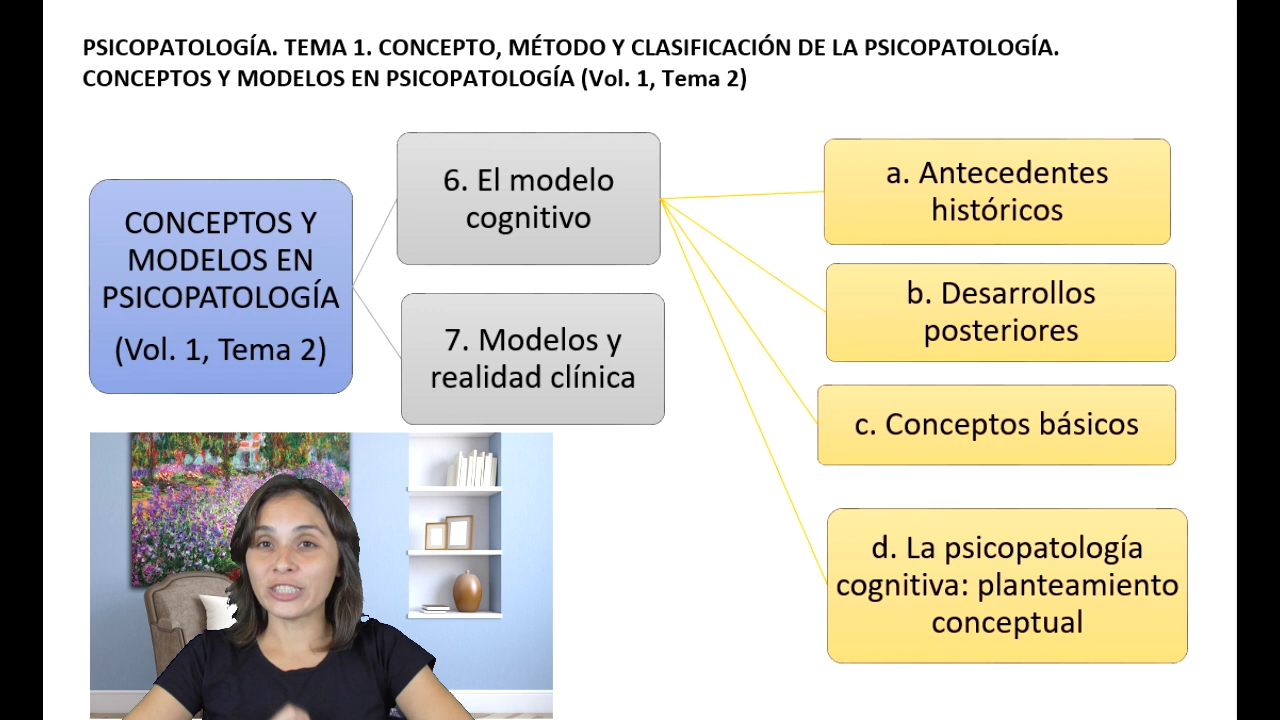 PSICOPATOLOGÍA. TEMA 1. CONCEPTO, MÉTODO Y CLASIFICACIÓN DE LA PSICOPATOLOGÍA.
CONCEPTOS Y MODELOS EN PSICOPATOLOGÍA (Vol. 1, Tema 2)
CONCEPTOS Y
MODELOS EN
PSICOPATOLOGÍA
(Vol. 1, Tema 2)
6. El modelo
cognitivo
7. Modelos y
realidad clínica
a. Antecedentes
históricos
b. Desarrollos
posteriores
c. Conceptos básicos
d. La psicopatología
cognitiva: planteamiento
conceptual